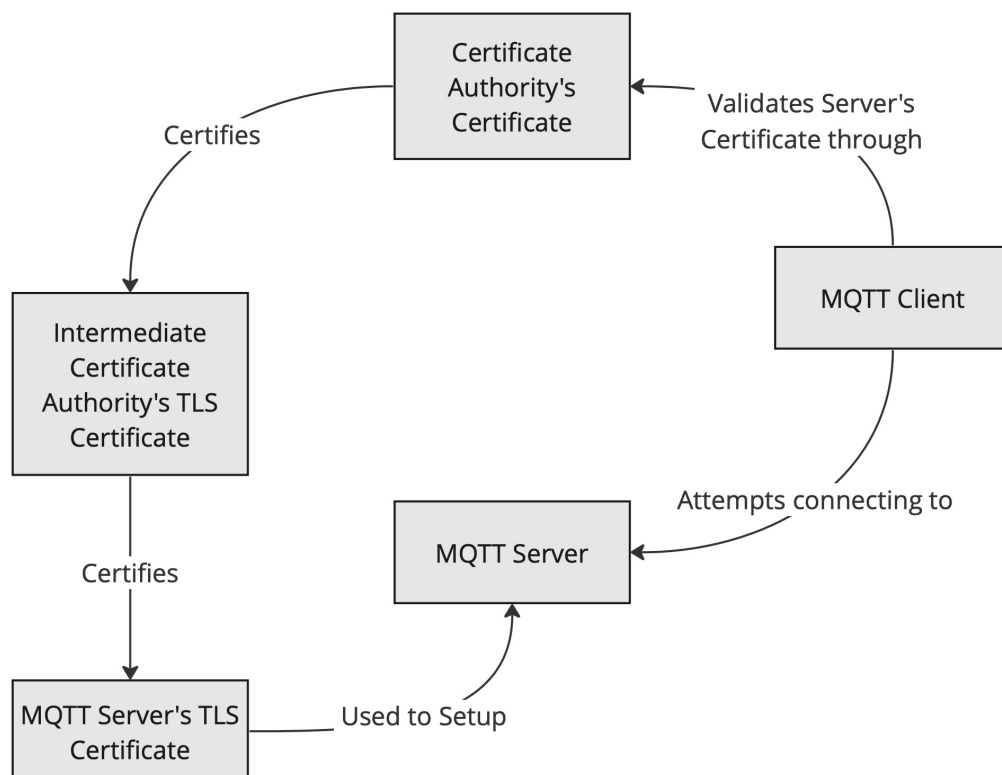 Certificate
Authority's
Certificate
Validates Server's
Certificate through
Certifies
MQTT Client
Intermediate
Certificate
Authority's TLS
Certificate
Attempts connecting to
MQTT Server
Certifies
MQTT Server's TLS
Certificate
Used to Setup